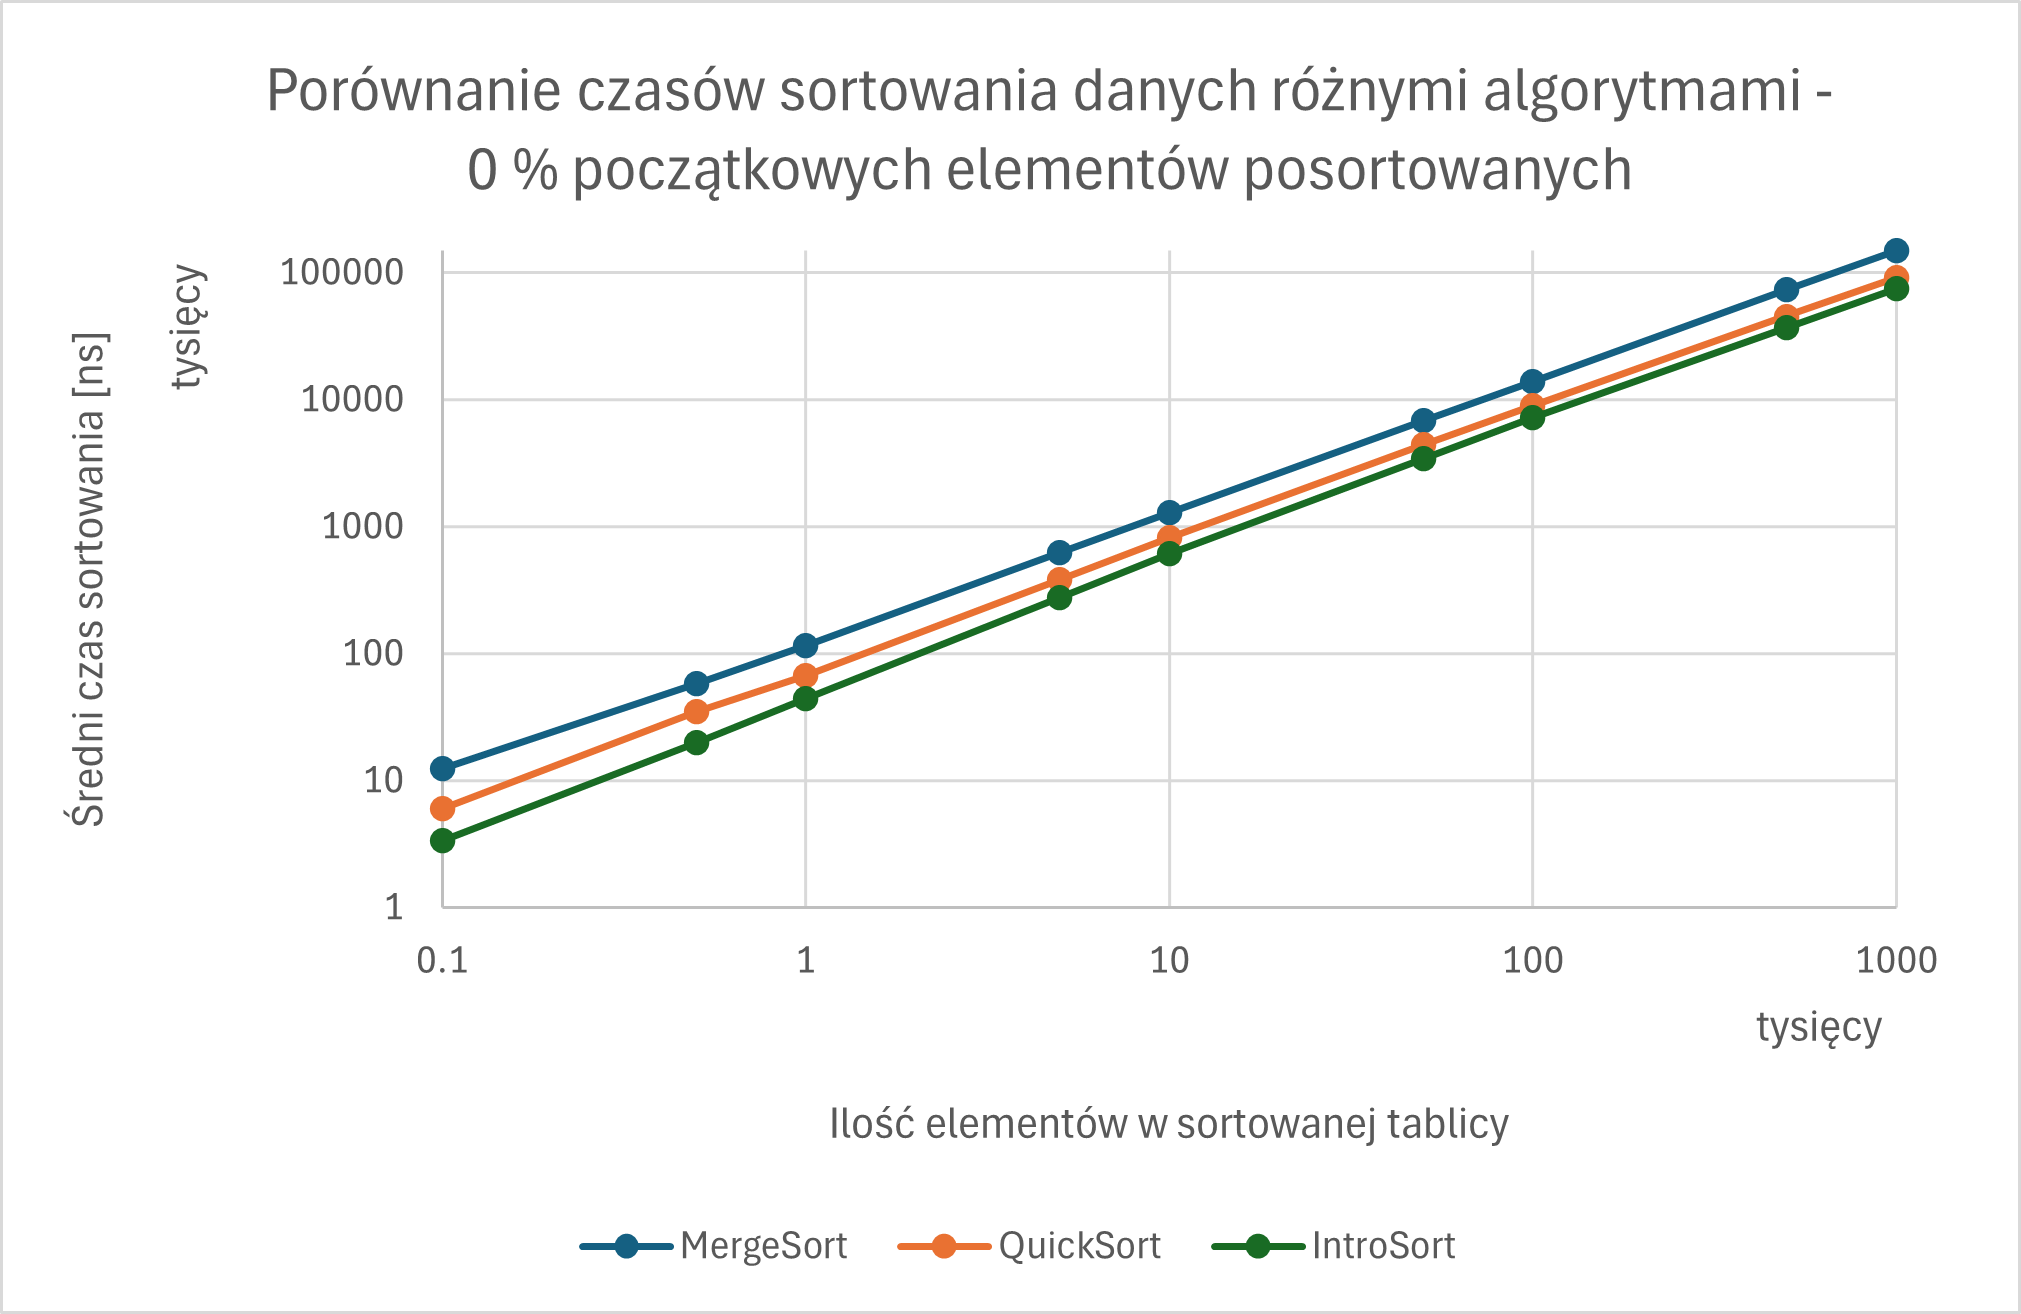 Porównanie czasów sortowania danych różnymi algorytmami -
0 % początkowych elementów posortowanych
Średni czas sortowania [ns]
tysięcy
100000
10000
1000
100
10
1
0.1
1
10
100
1000
tysięcy
Ilość elementów w sortowanej tablicy
MergeSort
QuickSort
IntroSort